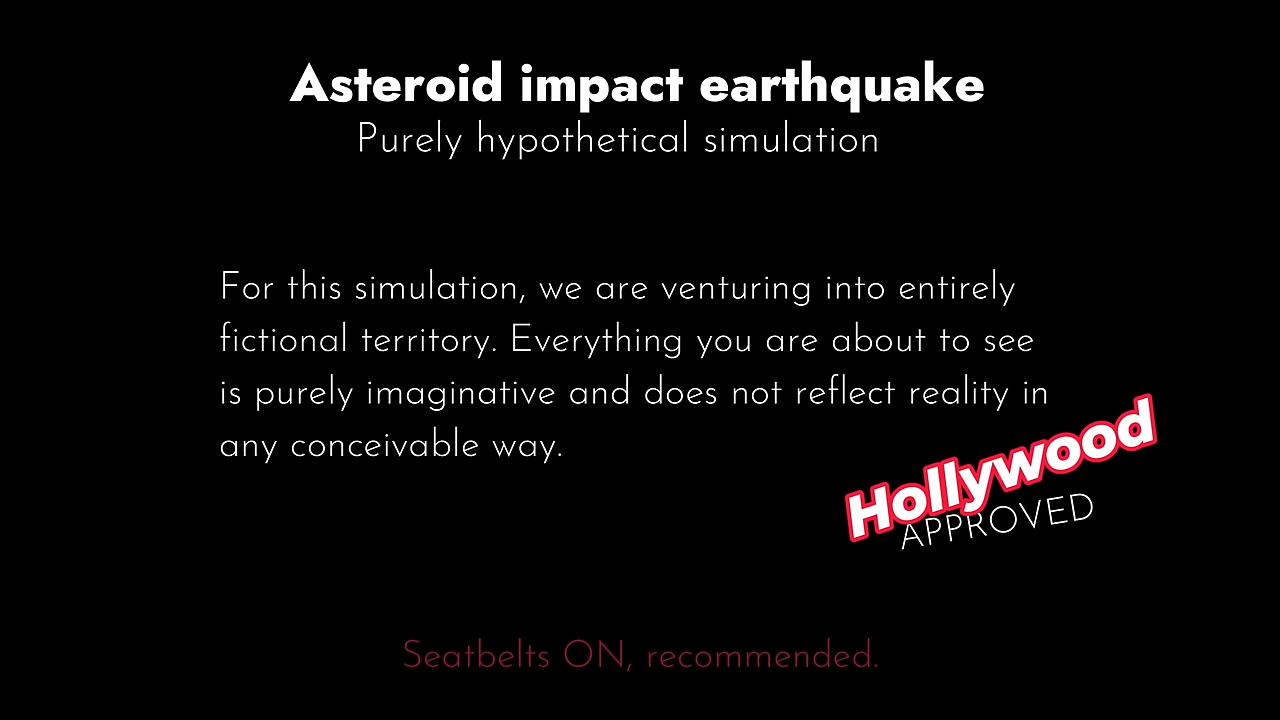 Asteroid impact earthquake
Purely hypothetical simulation
For this simulation, we are venturing into entirely
fictional territory. Everything you are about to see
is purely imaginative and does not reflect reality in
any conceivable way.
Hollywood
APPROVED
Seatbelts ON, recommended.